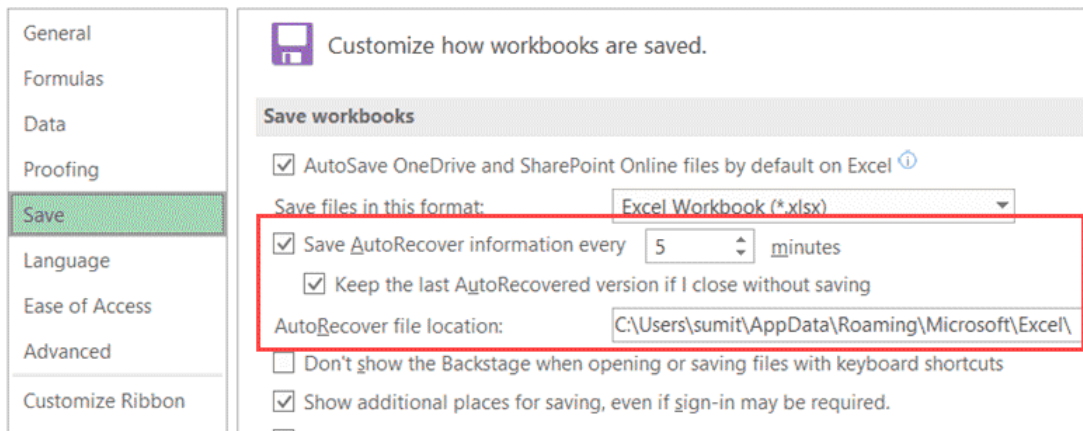 General
Formulas
Data
Proofing
Save
Language
Ease of Access
Advanced
Customize Ribbon
Customize how workbooks are saved.
Save workbooks
AutoSave OneDrive and SharePoint Online files by default on Excel
Save files in this format: Excel Workbook (*.xlsx)
Save AutoRecover information every 5 minutes
Keep the last AutoRecovered version if I close without saving
AutoRecover file location: C:\Users\sumit\AppData\Roaming\Microsoft\Excel\
Don't show the Backstage when opening or saving files with keyboard shortcuts
Show additional places for saving, even if sign-in may be required.